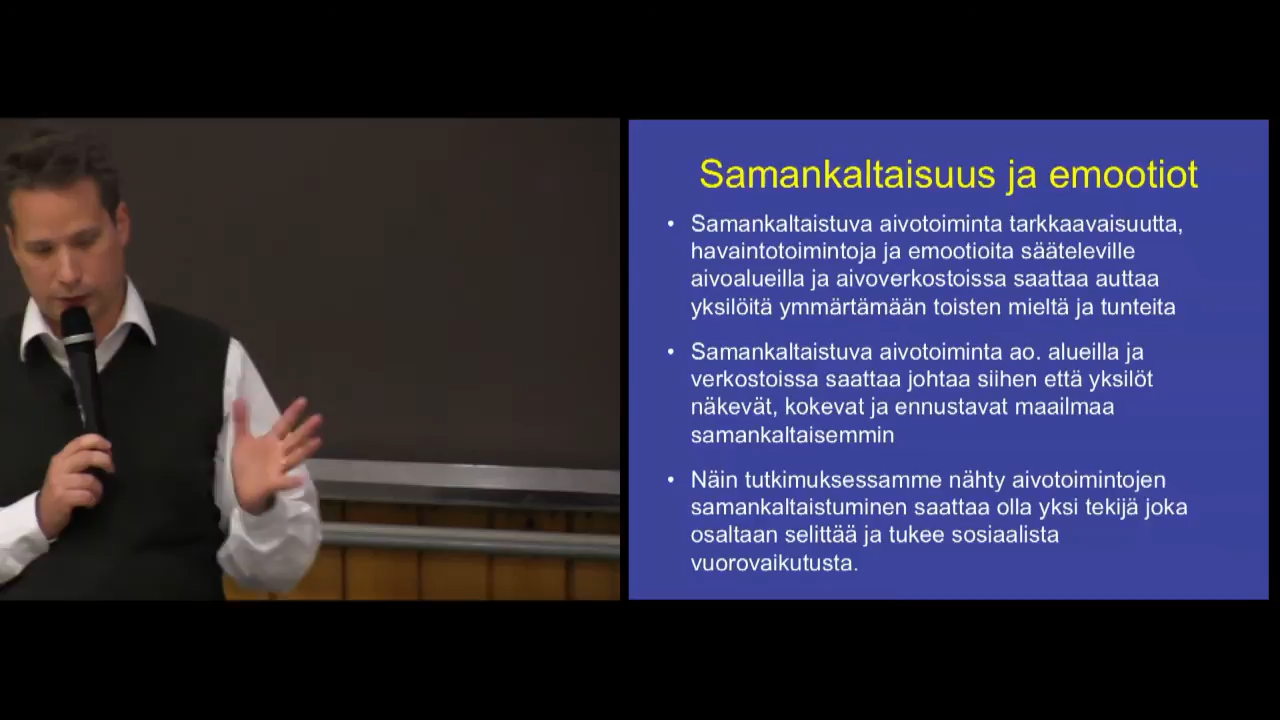 Samankaltaisuus ja emootiot
• Samankaltaistuva aivotoiminta tarkkaavaisuutta,
havaintotoimintoja ja emootioita sääteleville
aivoalueilla ja aivoverkostoissa saattaa auttaa
yksilöitä ymmärtämään toisten mieltä ja tunteita
• Samankaltaistuva aivotoiminta ao. alueilla ja
verkostoissa saattaa johtaa siihen että yksilöt
näkevät, kokevat ja ennustavat maailmaa
samankaltaisemmin
• Näin tutkimuksessamme nähty aivotoimintojen
samankaltaistuminen saattaa olla yksi tekijä joka
osaltaan selittää ja tukee sosiaalista
vuorovaikutusta.